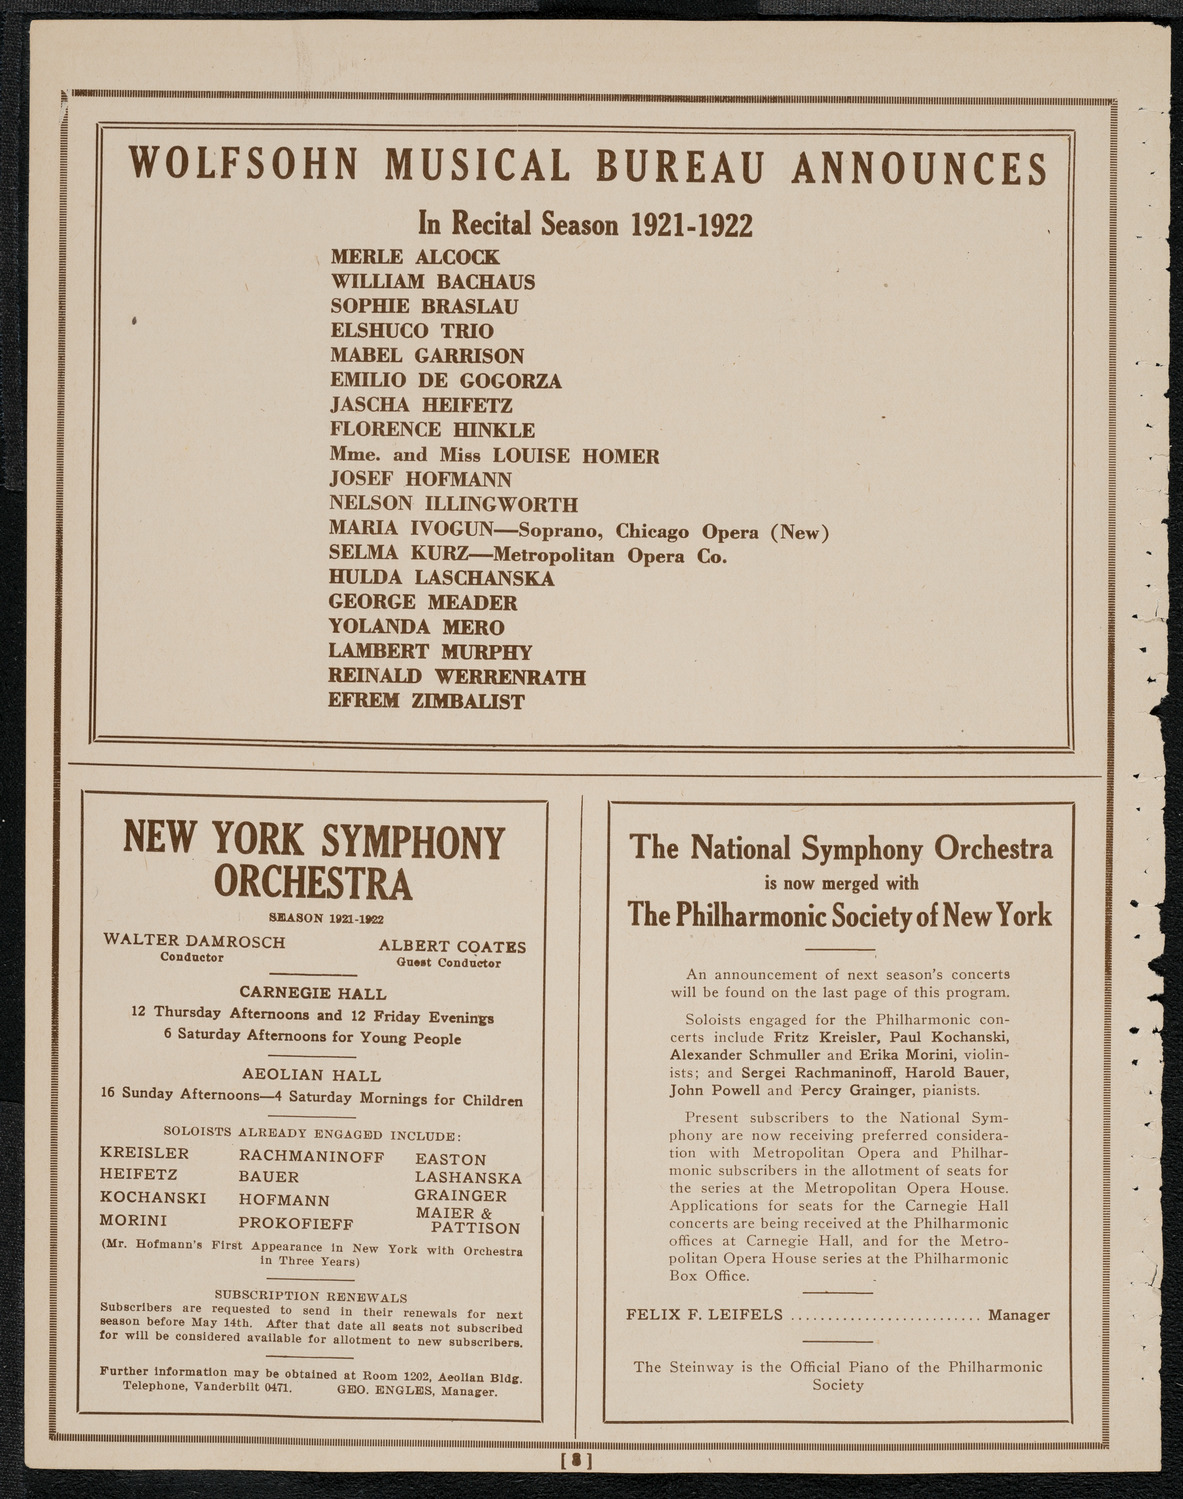 WOLFSOHN MUSICAL BUREAU ANNOUNCES
In Recital Season 1921-1922
MERLE ALCOCK
WILLIAM BACHAUS
SOPHIE BRASLAU
ELSHUCO TRIO
MABEL GARRISON
EMILIO DE GOGORZA
JASCHA HEIFETZ
FLORENCE HINKLE
Mme. and Miss LOUISE HOMER
JOSEF HOFMANN
NELSON ILLINGWORTH
MARIA IVOGUN—Soprano, Chicago Opera (New)
SELMA KURZ—Metropolitan Opera Co.
HULDA LASCHANSKA
GEORGE MEADER
YOLANDA MERO
LAMBERT MURPHY
REINALD WERRENRATH
EFREM ZIMBALIST
NEW YORK SYMPHONY
ORCHESTRA
SEASON 1921-1922
WALTER DAMROSCH ALBERT COATES
Conductor Guest Conductor
CARNEGIE HALL
12 Thursday Afternoons and 12 Friday Evenings
6 Saturday Afternoons for Young People
AEOLIAN HALL
16 Sunday Afternoons—4 Saturday Mornings for Children
SOLOISTS ALREADY ENGAGED INCLUDE:
KREISLER RACHMANINOFF EASTON
HEIFETZ BAUER LASHANSKA
KOCHANSKI HOFMANN GRAINGER
MORINI PROKOFIEFF MAIER &
PATTISON
(Mr. Hofmann's First Appearance in New York with Orchestra
in Three Years)
SUBSCRIPTION RENEWALS
Subscribers are requested to send in their renewals for next
season before May 14th. After that date all seats not subscribed
for will be considered available for allotment to new subscribers.
Further information may be obtained at Room 1202, Aeolian Bldg.
Telephone, Vanderbilt 0471. GEO. ENGLES, Manager.
The National Symphony Orchestra
is now merged with
The Philharmonic Society of New York
An announcement of next season's concerts
will be found on the last page of this program.
Soloists engaged for the Philharmonic con-
certs include Fritz Kreisler, Paul Kochanski,
Alexander Schmuller and Erika Morini, violin-
ists; and Sergei Rachmaninoff, Harold Bauer,
John Powell and Percy Grainger, pianists.
Present subscribers to the National Sym-
phony are now receiving preferred considera-
tion with Metropolitan Opera and Philhar-
monic subscribers in the allotment of seats for
the series at the Metropolitan Opera House.
Applications for seats for the Carnegie Hall
concerts are being received at the Philharmonic
offices at Carnegie Hall, and for the Metro-
politan Opera House series at the Philharmonic
Box Office.
FELIX F. LEIFELS .......................... Manager
The Steinway is the Official Piano of the Philharmonic
Society
[ 8 ]